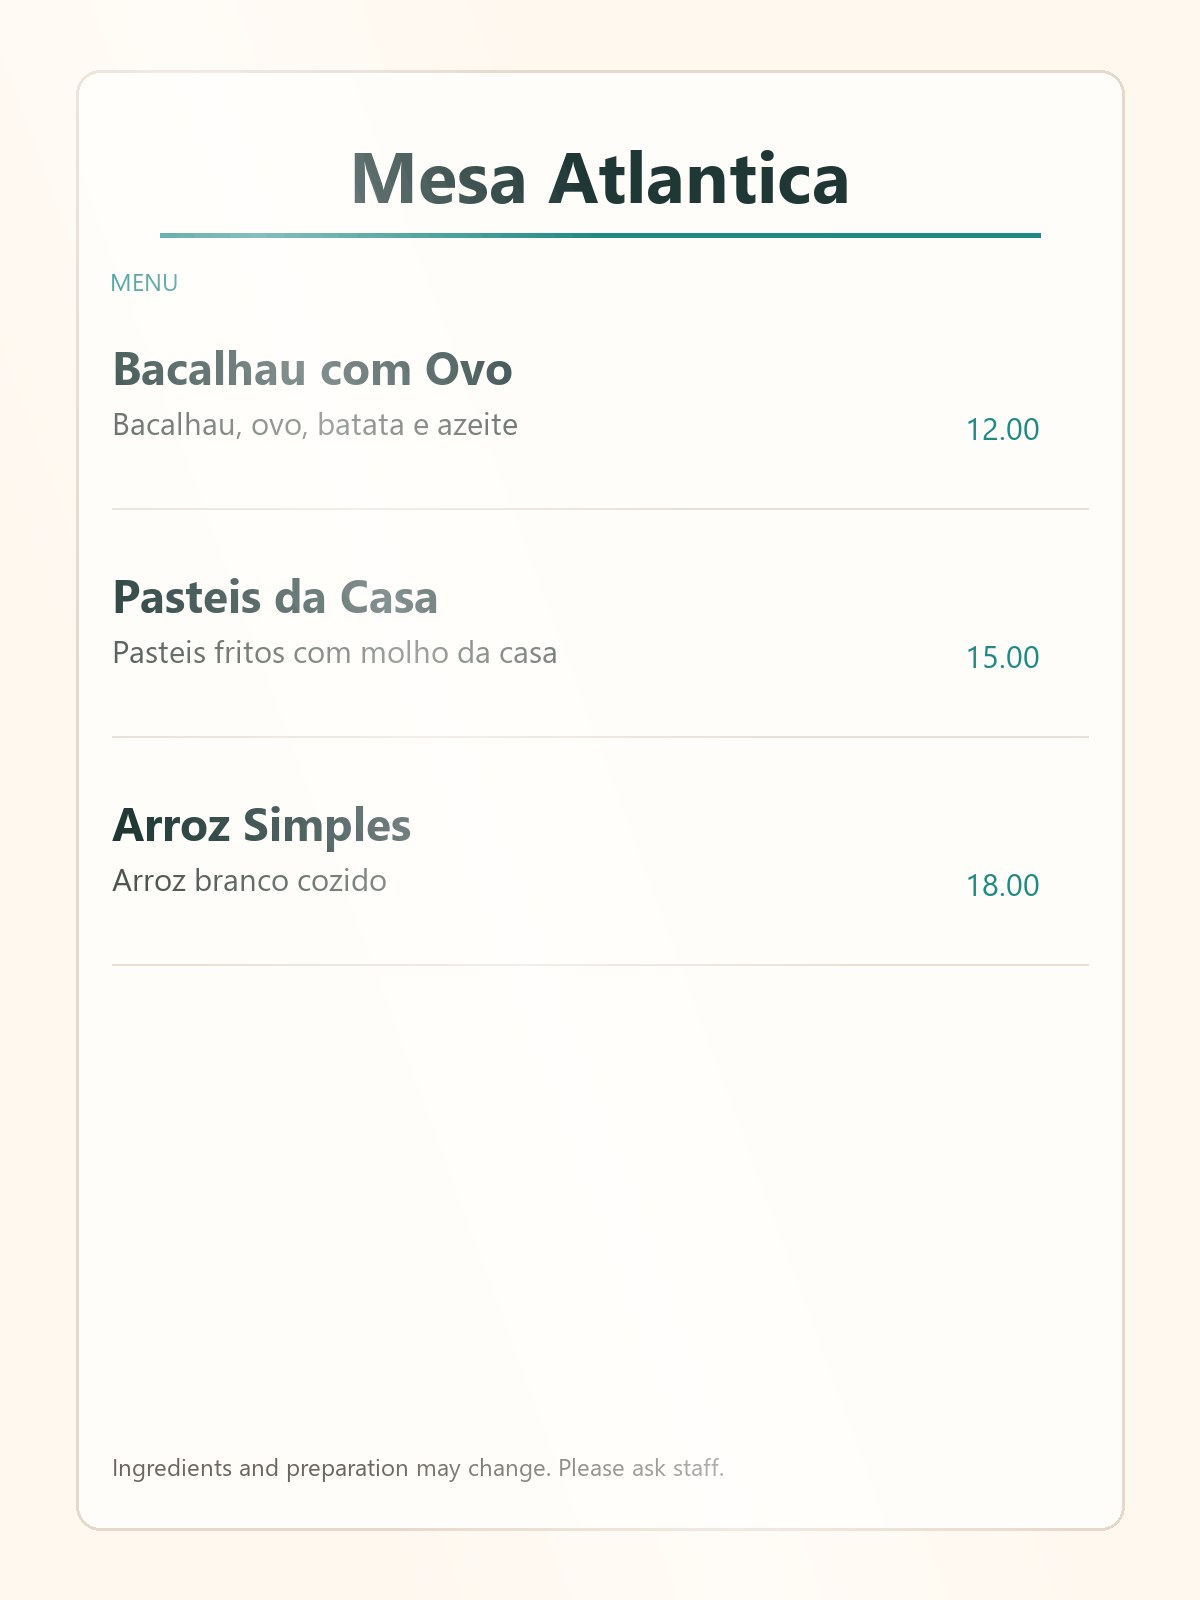 Mesa Atlantica
MENU
Bacalhau com Ovo
Bacalhau, ovo, batata e azeite
12.00
Pasteis da Casa
Pasteis fritos com molho da casa
15.00
Arroz Simples
Arroz branco cozido
18.00
Ingredients and preparation may change. Please ask staff.